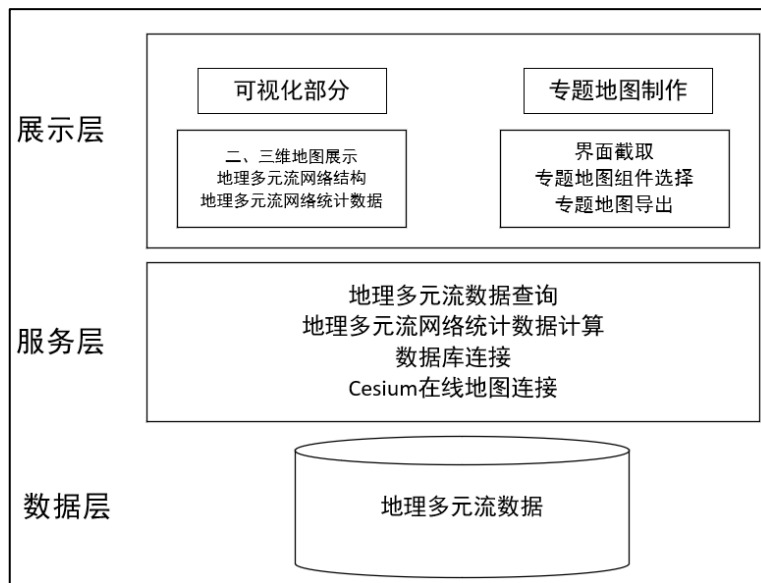 展示层
可视化部分
二、三维地图展示
地理多元流网络结构
地理多元流网络统计数据
专题地图制作
界面截取
专题地图组件选择
专题地图导出
服务层
地理多元流数据查询
地理多元流网络统计数据计算
数据库连接
Cesium在线地图连接
数据层
地理多元流数据